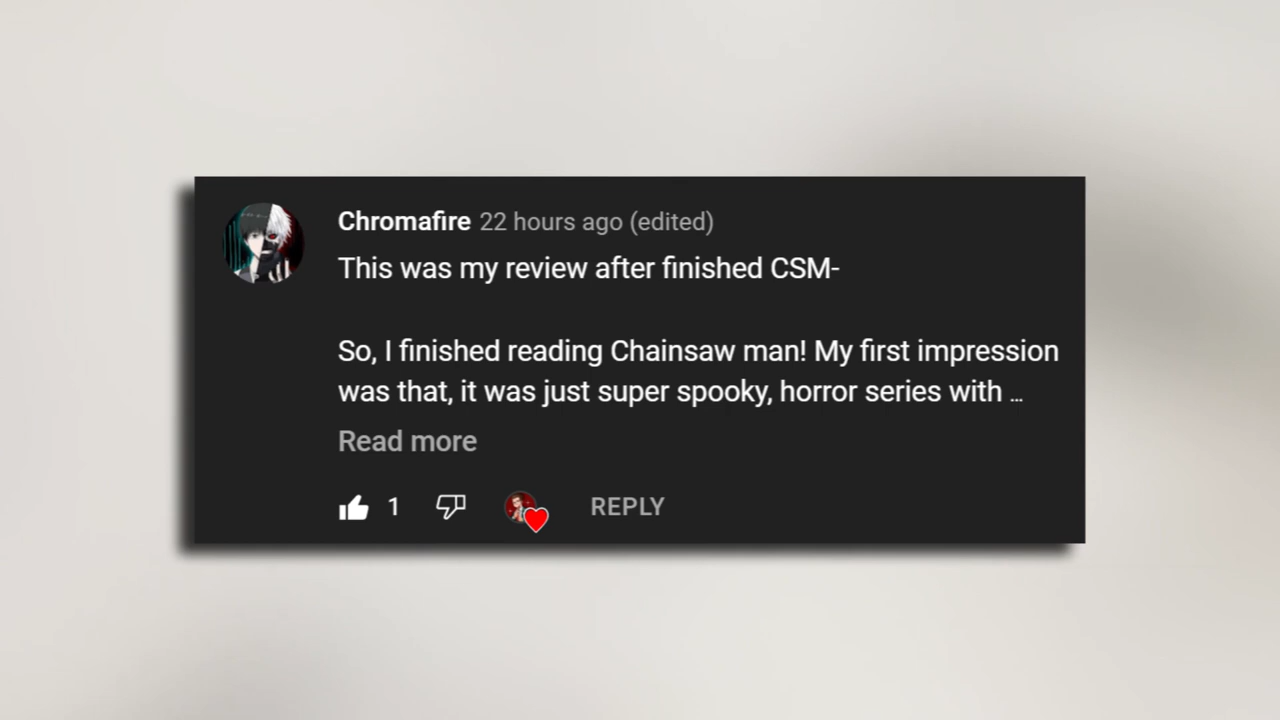 Chromafire 22 hours ago (edited)
This was my review after finished CSM-
So, I finished reading Chainsaw man! My first impression
was that, it was just super spooky, horror series with ...
Read more
1 REPLY